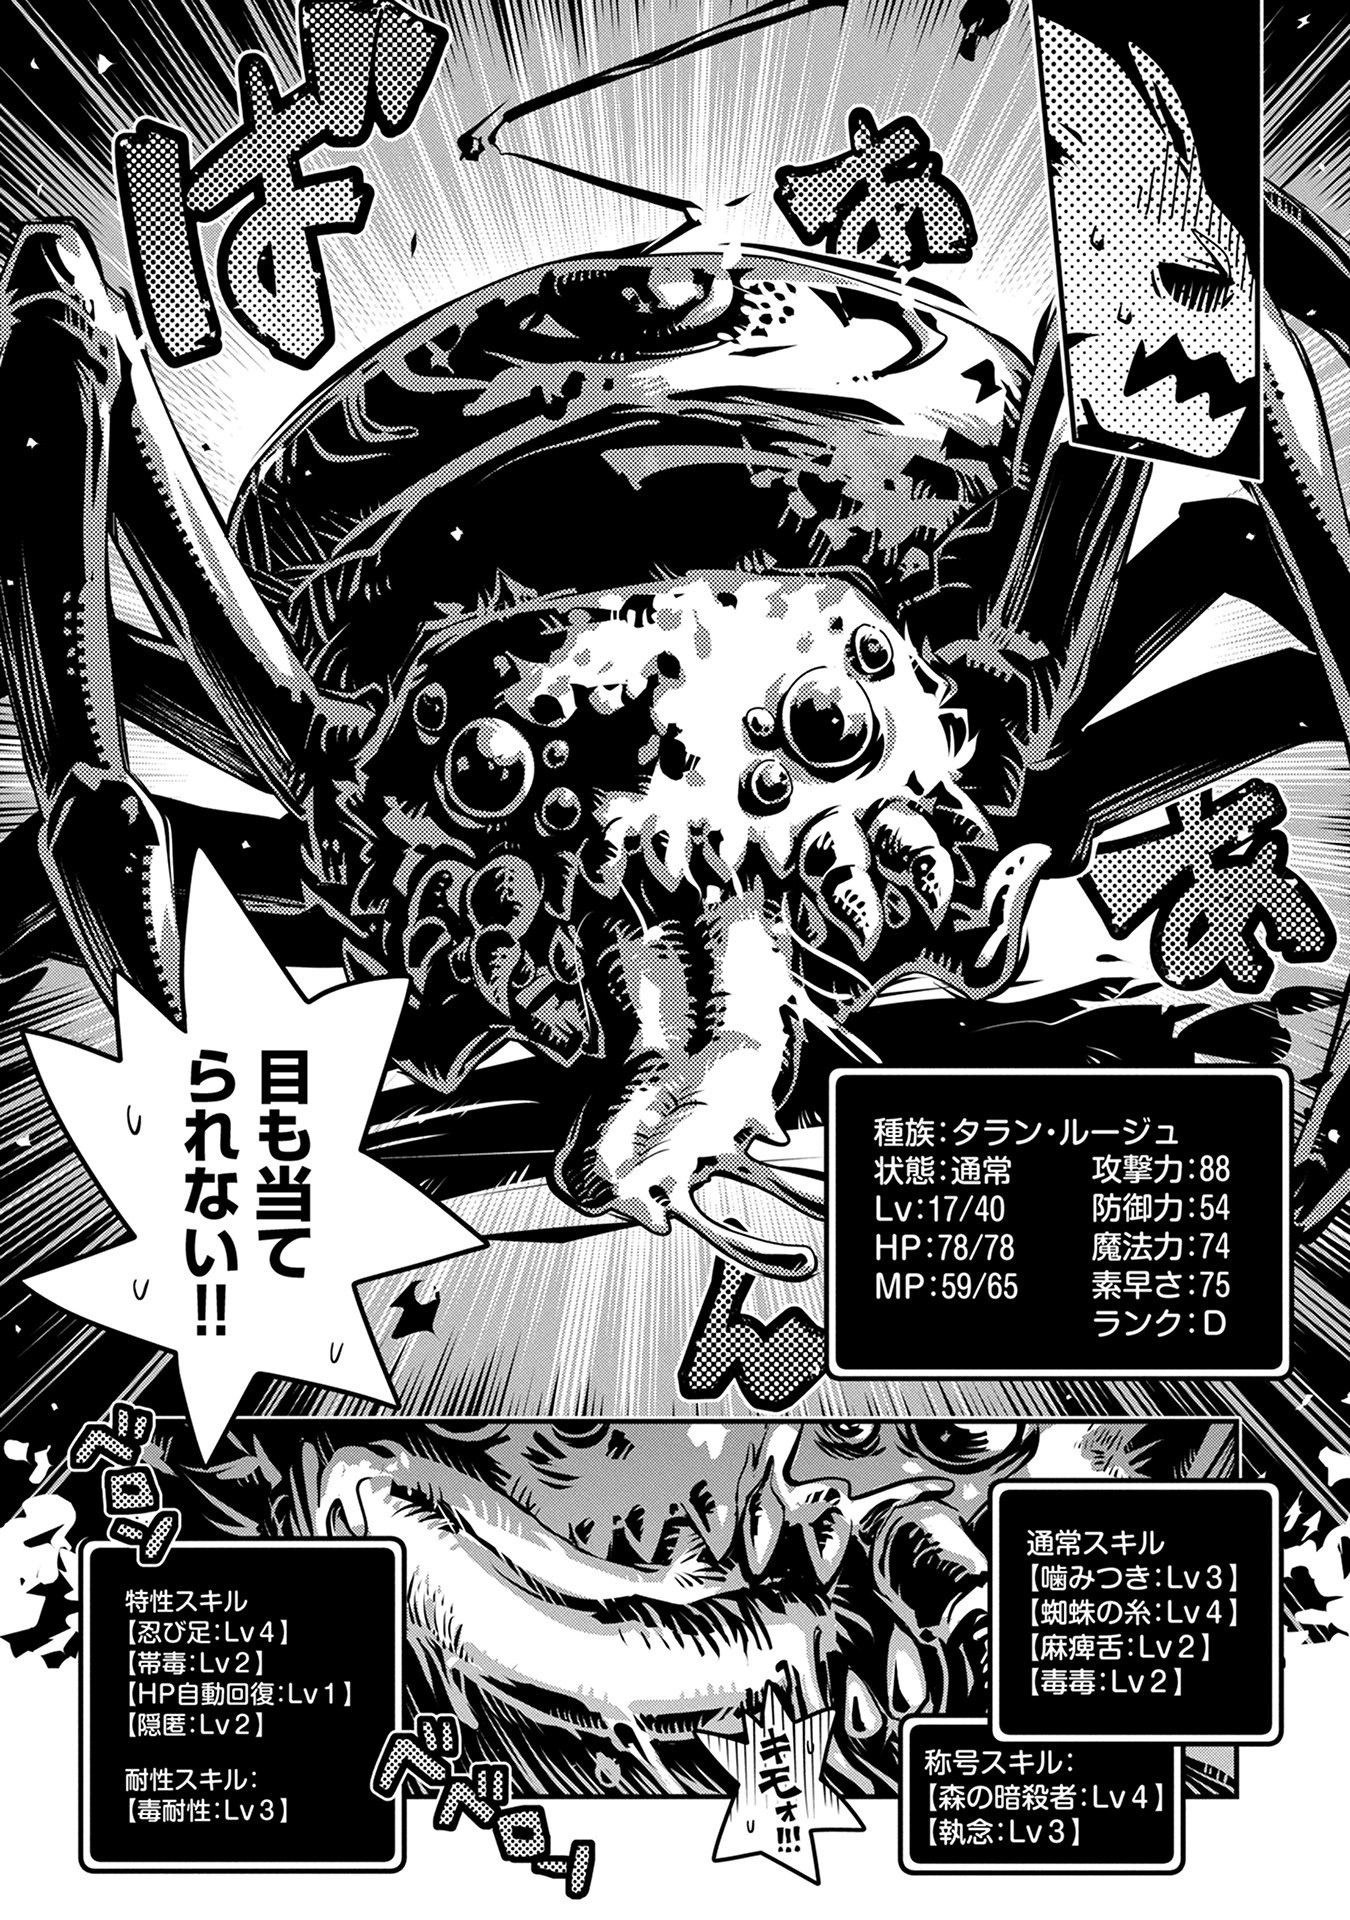 ば
あ
あ
ん
種族：タラン・ルージュ
状態：通常
Lv：17/40
HP：78/78
MP：59/65
攻撃力：88
防御力：54
魔法力：74
素早さ：75
ランク：D
目も当て
られない!!
通常スキル
【噛みつき：Lv3】
【蜘蛛の糸：Lv4】
【麻痺舌：Lv2】
【毒毒：Lv2】
称号スキル：
【森の暗殺者：Lv4】
【執念：Lv3】
キモォ!!!
ベロベロ
ベロォ
特性スキル
【忍び足：Lv4】
【帯毒：Lv2】
【HP自動回復：Lv1】
【隠匿：Lv2】
耐性スキル：
【毒耐性：Lv3】